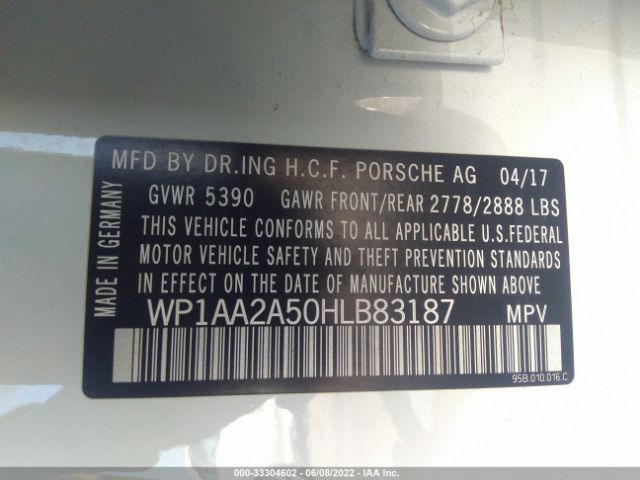 MFD BY DR.ING H.C.F. PORSCHE AG 04/17
GVWR 5390 GAWR FRONT/REAR 2778/2888 LBS
THIS VEHICLE CONFORMS TO ALL APPLICABLE U.S.FEDERAL
MOTOR VEHICLE SAFETY AND THEFT PREVENTION STANDARDS
IN EFFECT ON THE DATE OF MANUFACTURE SHOWN ABOVE
WP1AA2A50HLB83187 MPV
MADE IN GERMANY
95B.010.016.C
000-33304602 - 06/08/2022 - IAA Inc.